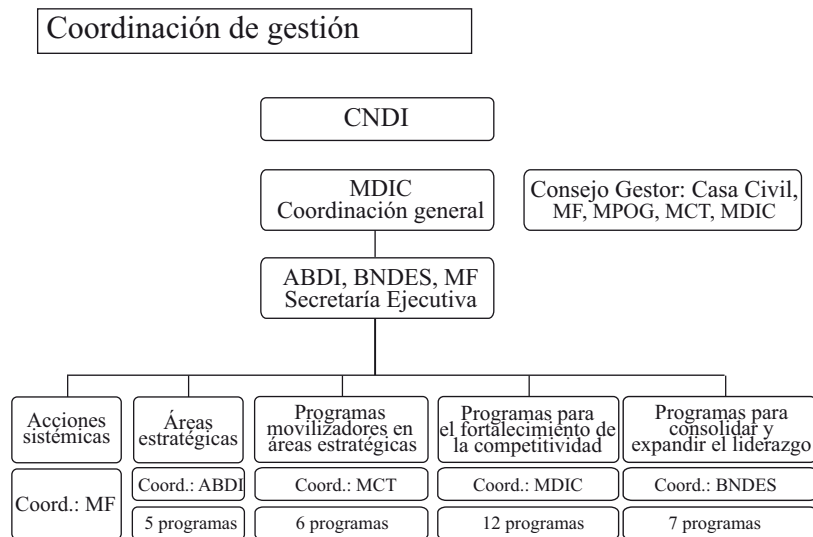 Coordinación de gestión
CNDI
MDIC
Coordinación general
Consejo Gestor: Casa Civil,
MF, MPOG, MCT, MDIC
ABDI, BNDES, MF
Secretaría Ejecutiva
Acciones
sistémicas
Coord.: MF
Áreas
estratégicas
Coord.: ABDI
5 programas
Programas
movilizadores en
áreas estratégicas
Coord.: MCT
6 programas
Programas para
el fortalecimiento de
la competitividad
Coord.: MDIC
12 programas
Programas para
consolidar y
expandir el liderazgo
Coord.: BNDES
7 programas